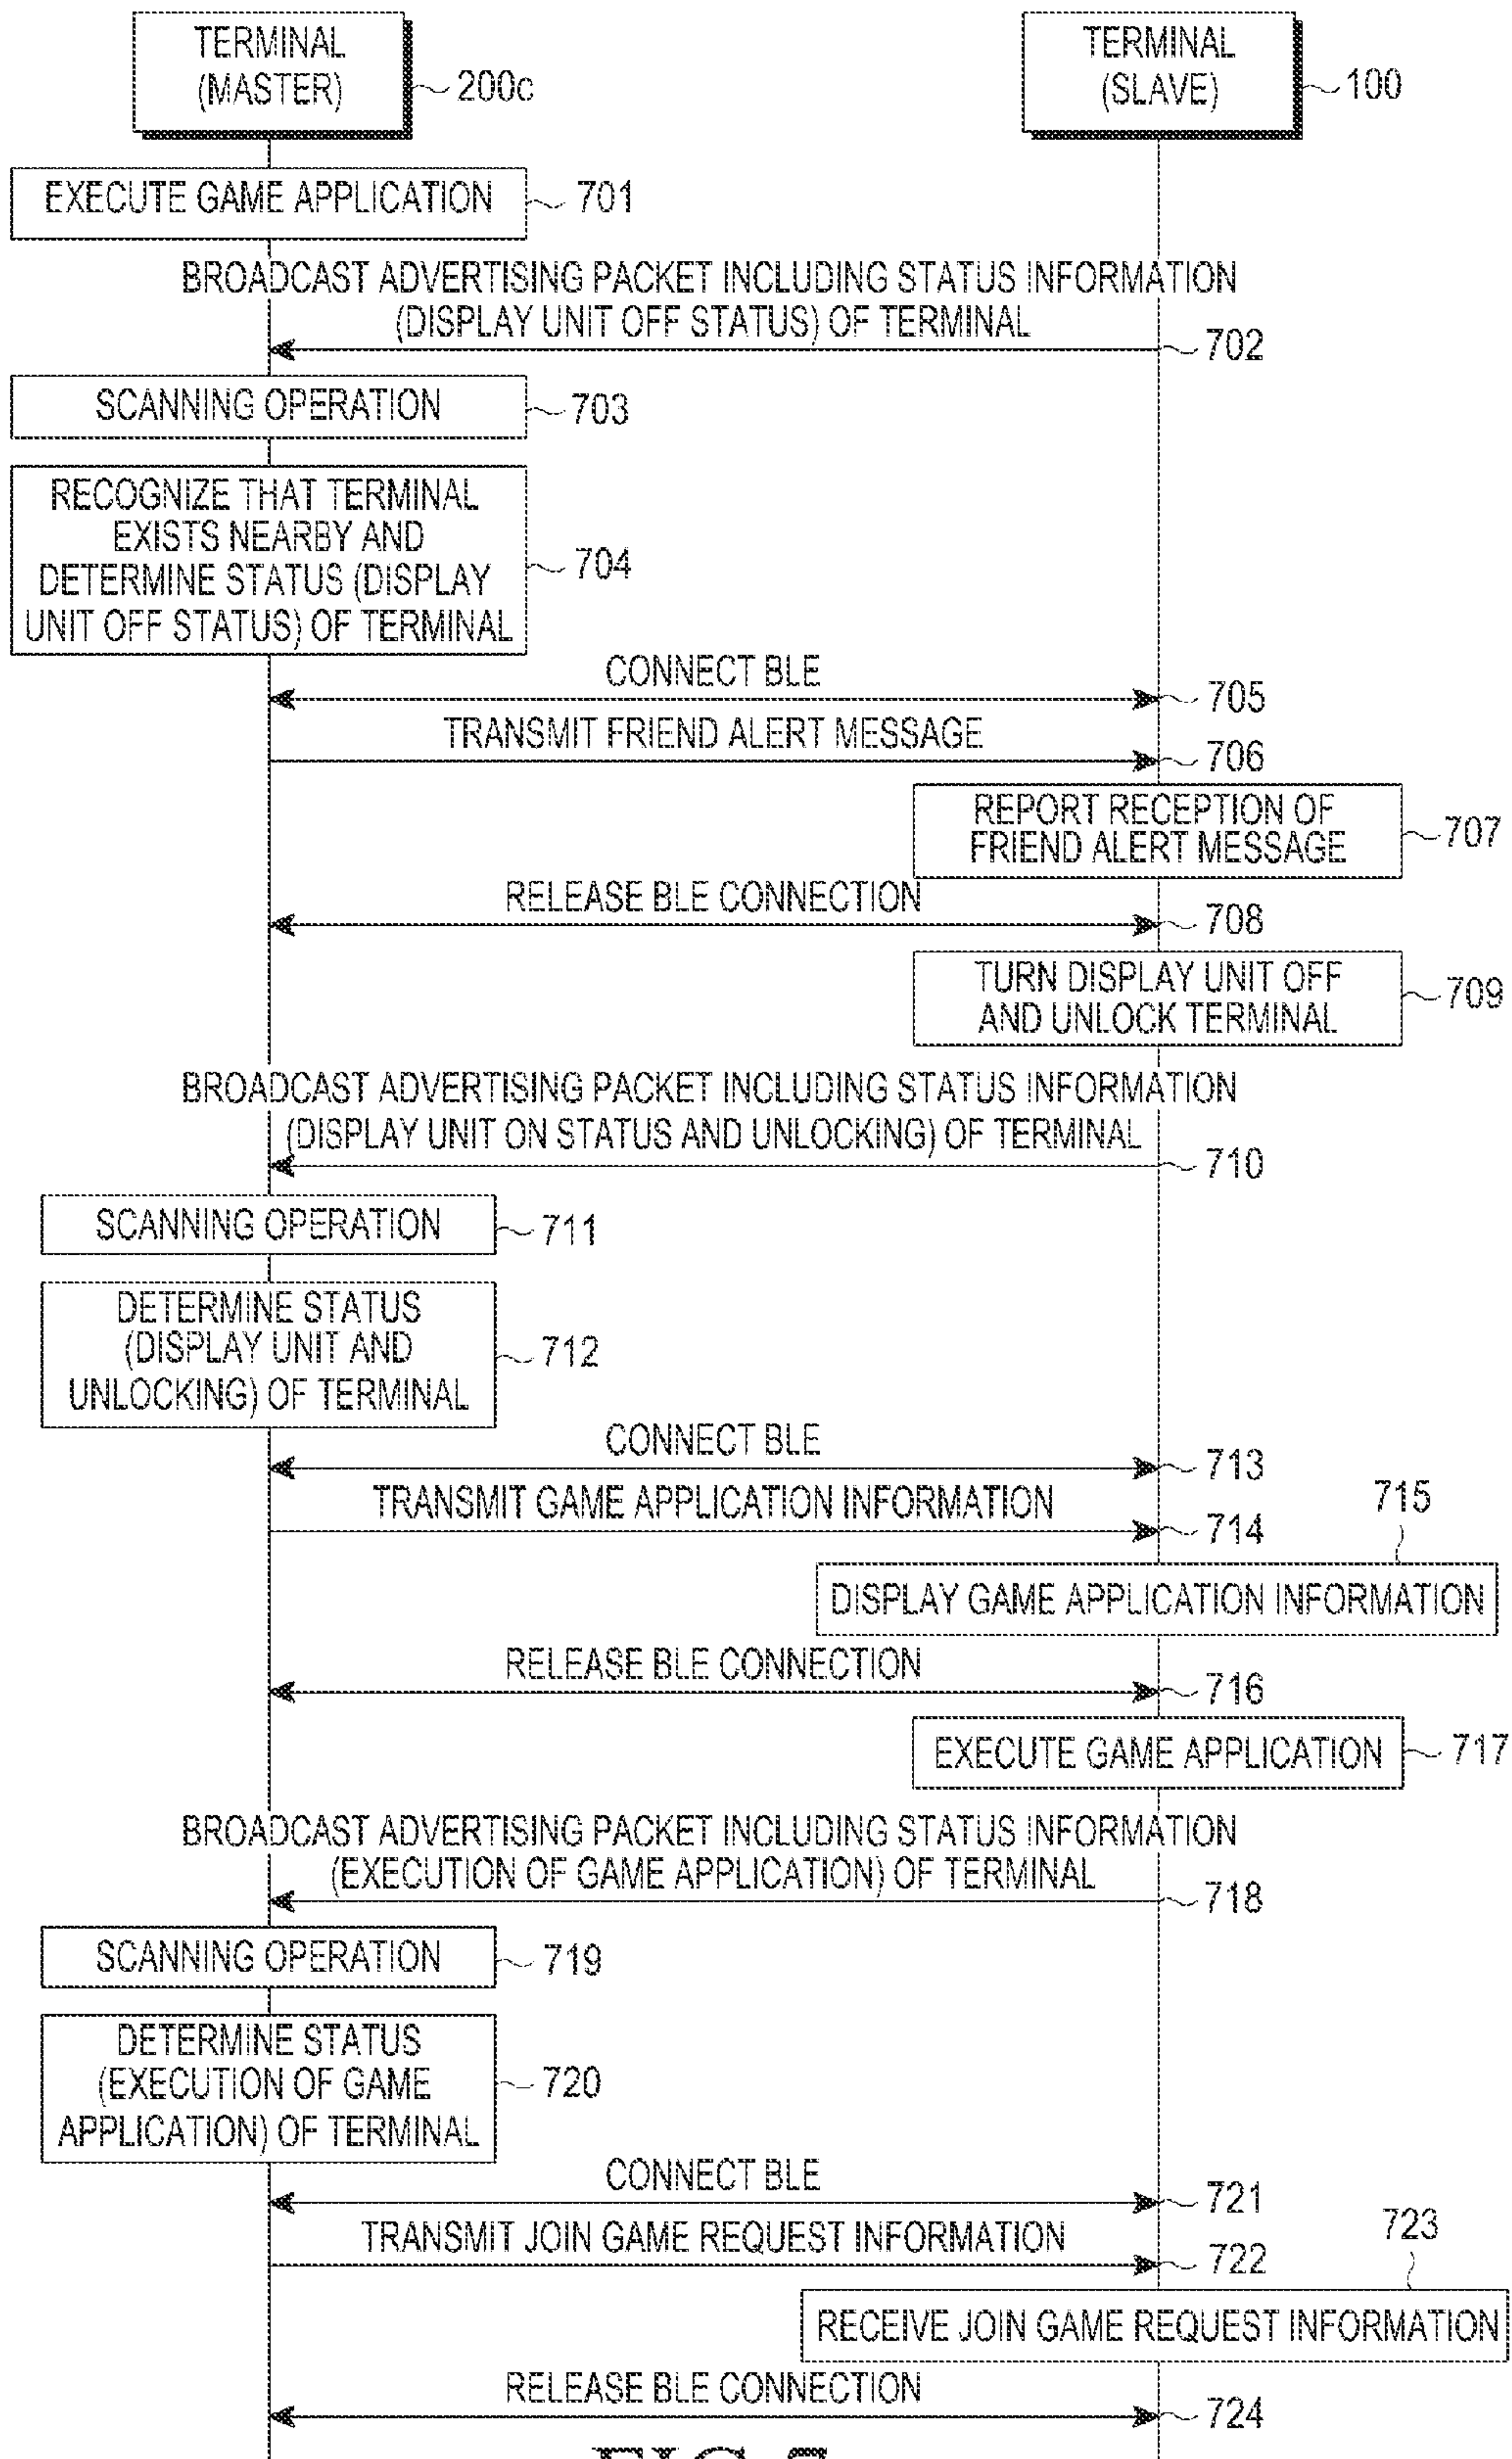 TERMINAL
(MASTER)
200c
TERMINAL
(SLAVE)
100
EXECUTE GAME APPLICATION
701
BROADCAST ADVERTISING PACKET INCLUDING STATUS INFORMATION
(DISPLAY UNIT OFF STATUS) OF TERMINAL
702
SCANNING OPERATION
703
RECOGNIZE THAT TERMINAL
EXISTS NEARBY AND
DETERMINE STATUS (DISPLAY
UNIT OFF STATUS) OF TERMINAL
704
CONNECT BLE
705
TRANSMIT FRIEND ALERT MESSAGE
706
REPORT RECEPTION OF
FRIEND ALERT MESSAGE
707
RELEASE BLE CONNECTION
708
TURN DISPLAY UNIT OFF
AND UNLOCK TERMINAL
709
BROADCAST ADVERTISING PACKET INCLUDING STATUS INFORMATION
(DISPLAY UNIT ON STATUS AND UNLOCKING) OF TERMINAL
710
SCANNING OPERATION
711
DETERMINE STATUS
(DISPLAY UNIT AND
UNLOCKING) OF TERMINAL
712
CONNECT BLE
713
TRANSMIT GAME APPLICATION INFORMATION
714
715
DISPLAY GAME APPLICATION INFORMATION
RELEASE BLE CONNECTION
716
EXECUTE GAME APPLICATION
717
BROADCAST ADVERTISING PACKET INCLUDING STATUS INFORMATION
(EXECUTION OF GAME APPLICATION) OF TERMINAL
718
SCANNING OPERATION
719
DETERMINE STATUS
(EXECUTION OF GAME
APPLICATION) OF TERMINAL
720
CONNECT BLE
721
TRANSMIT JOIN GAME REQUEST INFORMATION
722
723
RECEIVE JOIN GAME REQUEST INFORMATION
RELEASE BLE CONNECTION
724